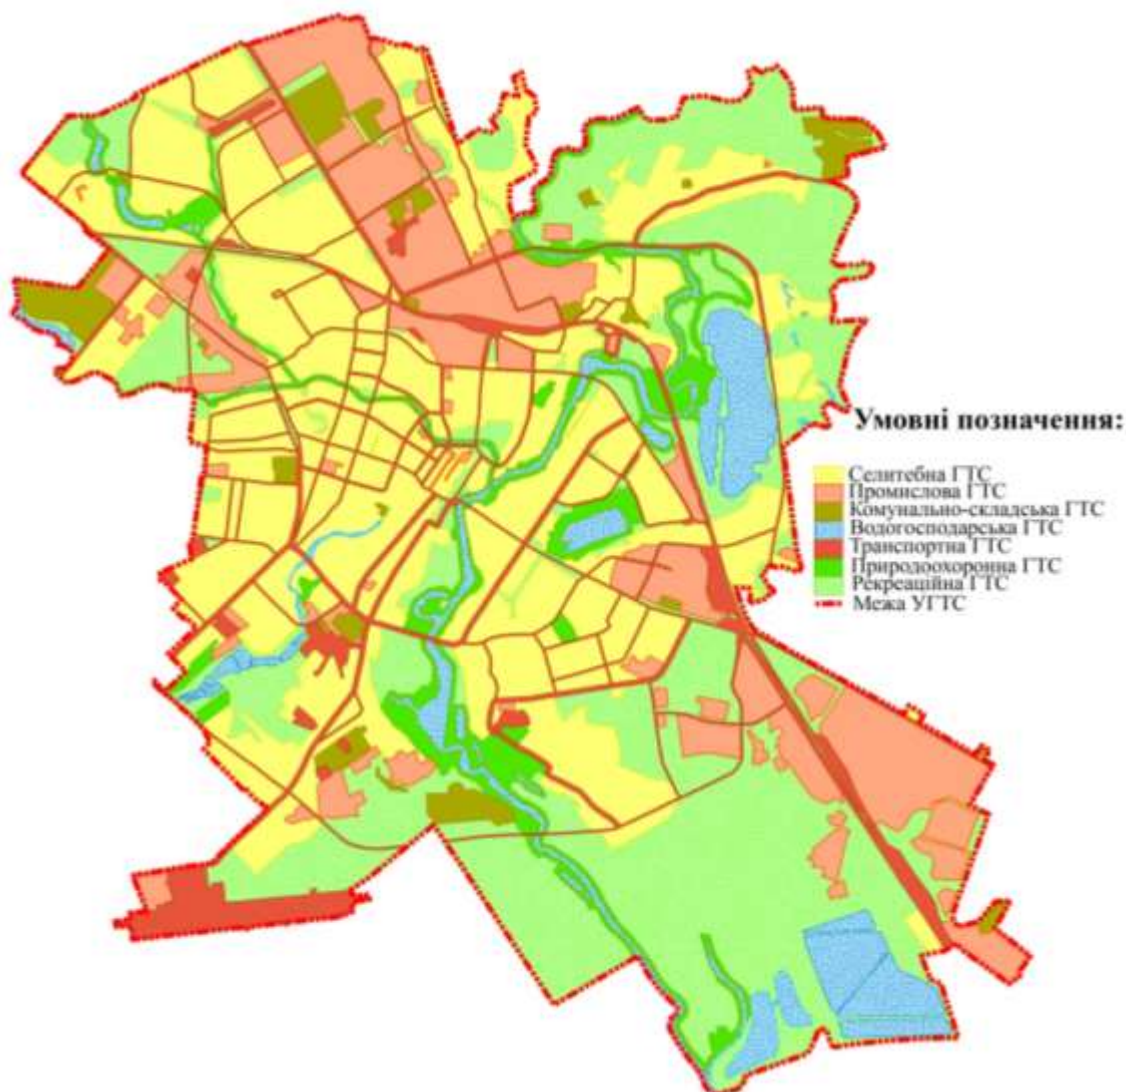 Умовні позначення:
Селитебна ГТС
Промислова ГТС
Комунально-складська ГТС
Водогосподарська ГТС
Транспортна ГТС
Природоохоронна ГТС
Рекреаційна ГТС
Межа УГТС